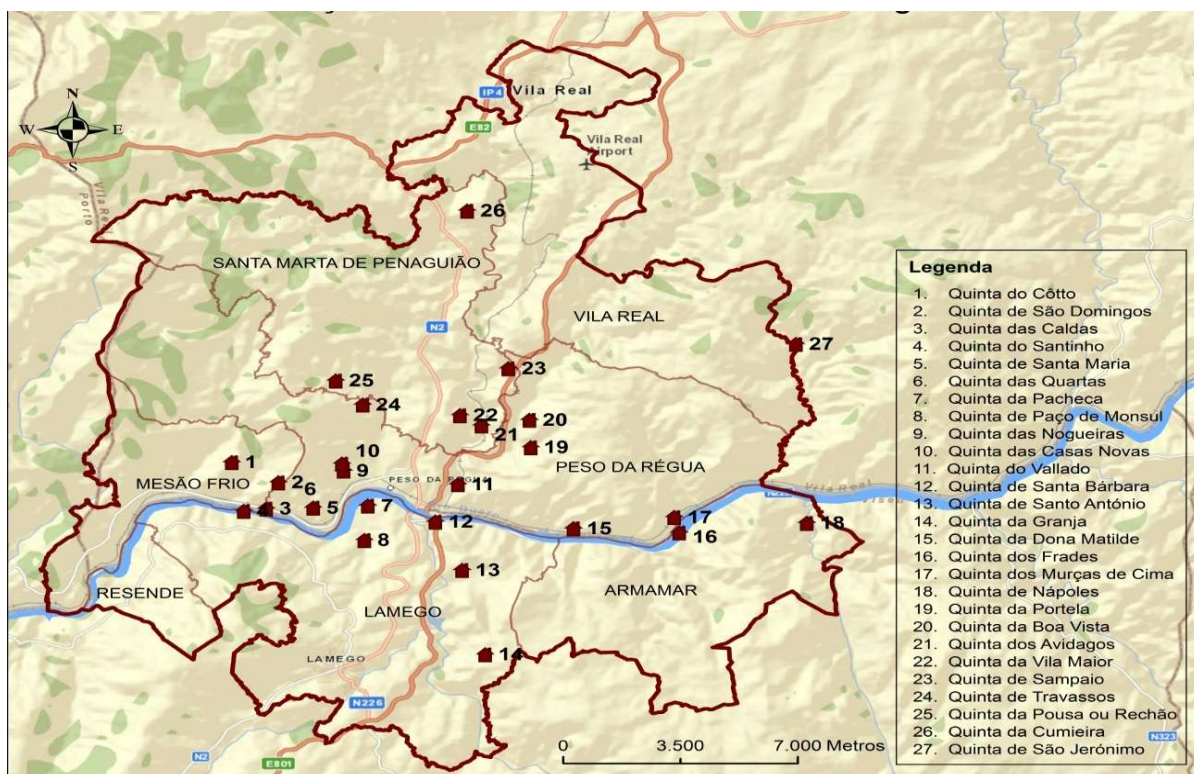 N
W E
S
IP4
Vila Real
E82
Vila Real
Airport
Vila Real
Porto
26
SANTA MARTA DE PENAGUIÃO
N2
VILA REAL
27
23
25
24
22
21
20
19
10
9
1
2
6
MESÃO FRIO
PESO DA RÉGUA
PESO DA RÉGUA
11
4
3
5
7
12
15
17
16
18
Vila Real
8
13
RESENDE
LAMEGO
ARMAMAR
14
LAMEGO
N226
N2
E801
0 3.500 7.000 Metros
N323
Legenda
1. Quinta do Côtto
2. Quinta de São Domingos
3. Quinta das Caldas
4. Quinta do Santinho
5. Quinta de Santa Maria
6. Quinta das Quartas
7. Quinta da Pacheca
8. Quinta de Paço de Monsul
9. Quinta das Nogueiras
10. Quinta das Casas Novas
11. Quinta do Vallado
12. Quinta de Santa Bárbara
13. Quinta de Santo António
14. Quinta da Granja
15. Quinta da Dona Matilde
16. Quinta dos Frades
17. Quinta dos Murças de Cima
18. Quinta de Nápoles
19. Quinta da Portela
20. Quinta da Boa Vista
21. Quinta dos Avidagos
22. Quinta da Vila Maior
23. Quinta de Sampaio
24. Quinta de Travassos
25. Quinta da Pousa ou Rechão
26. Quinta da Cumieira
27. Quinta de São Jerónimo